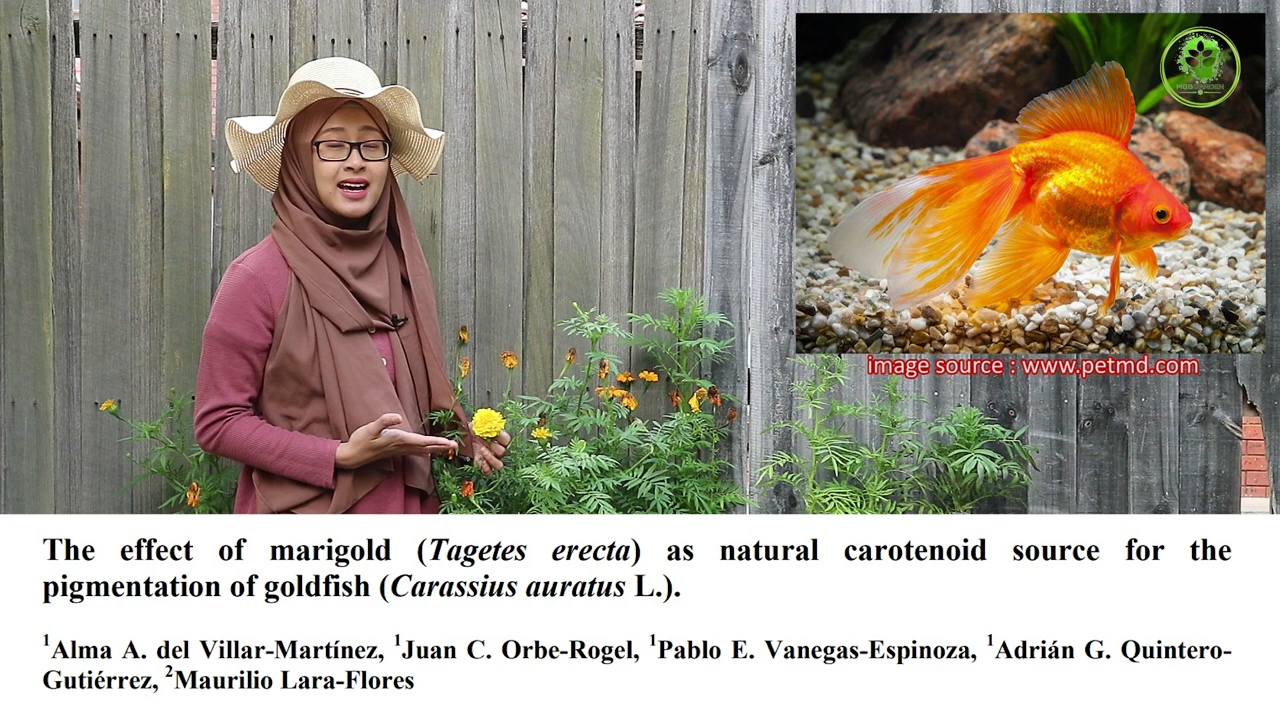 MGBGARDEN
image source : www.petmd.com
The effect of marigold (Tagetes erecta) as natural carotenoid source for the
pigmentation of goldfish (Carassius auratus L.).
1Alma A. del Villar-Martínez, 1Juan C. Orbe-Rogel, 1Pablo E. Vanegas-Espinoza, 1Adrián G. Quintero-
Gutiérrez, 2Maurilio Lara-Flores